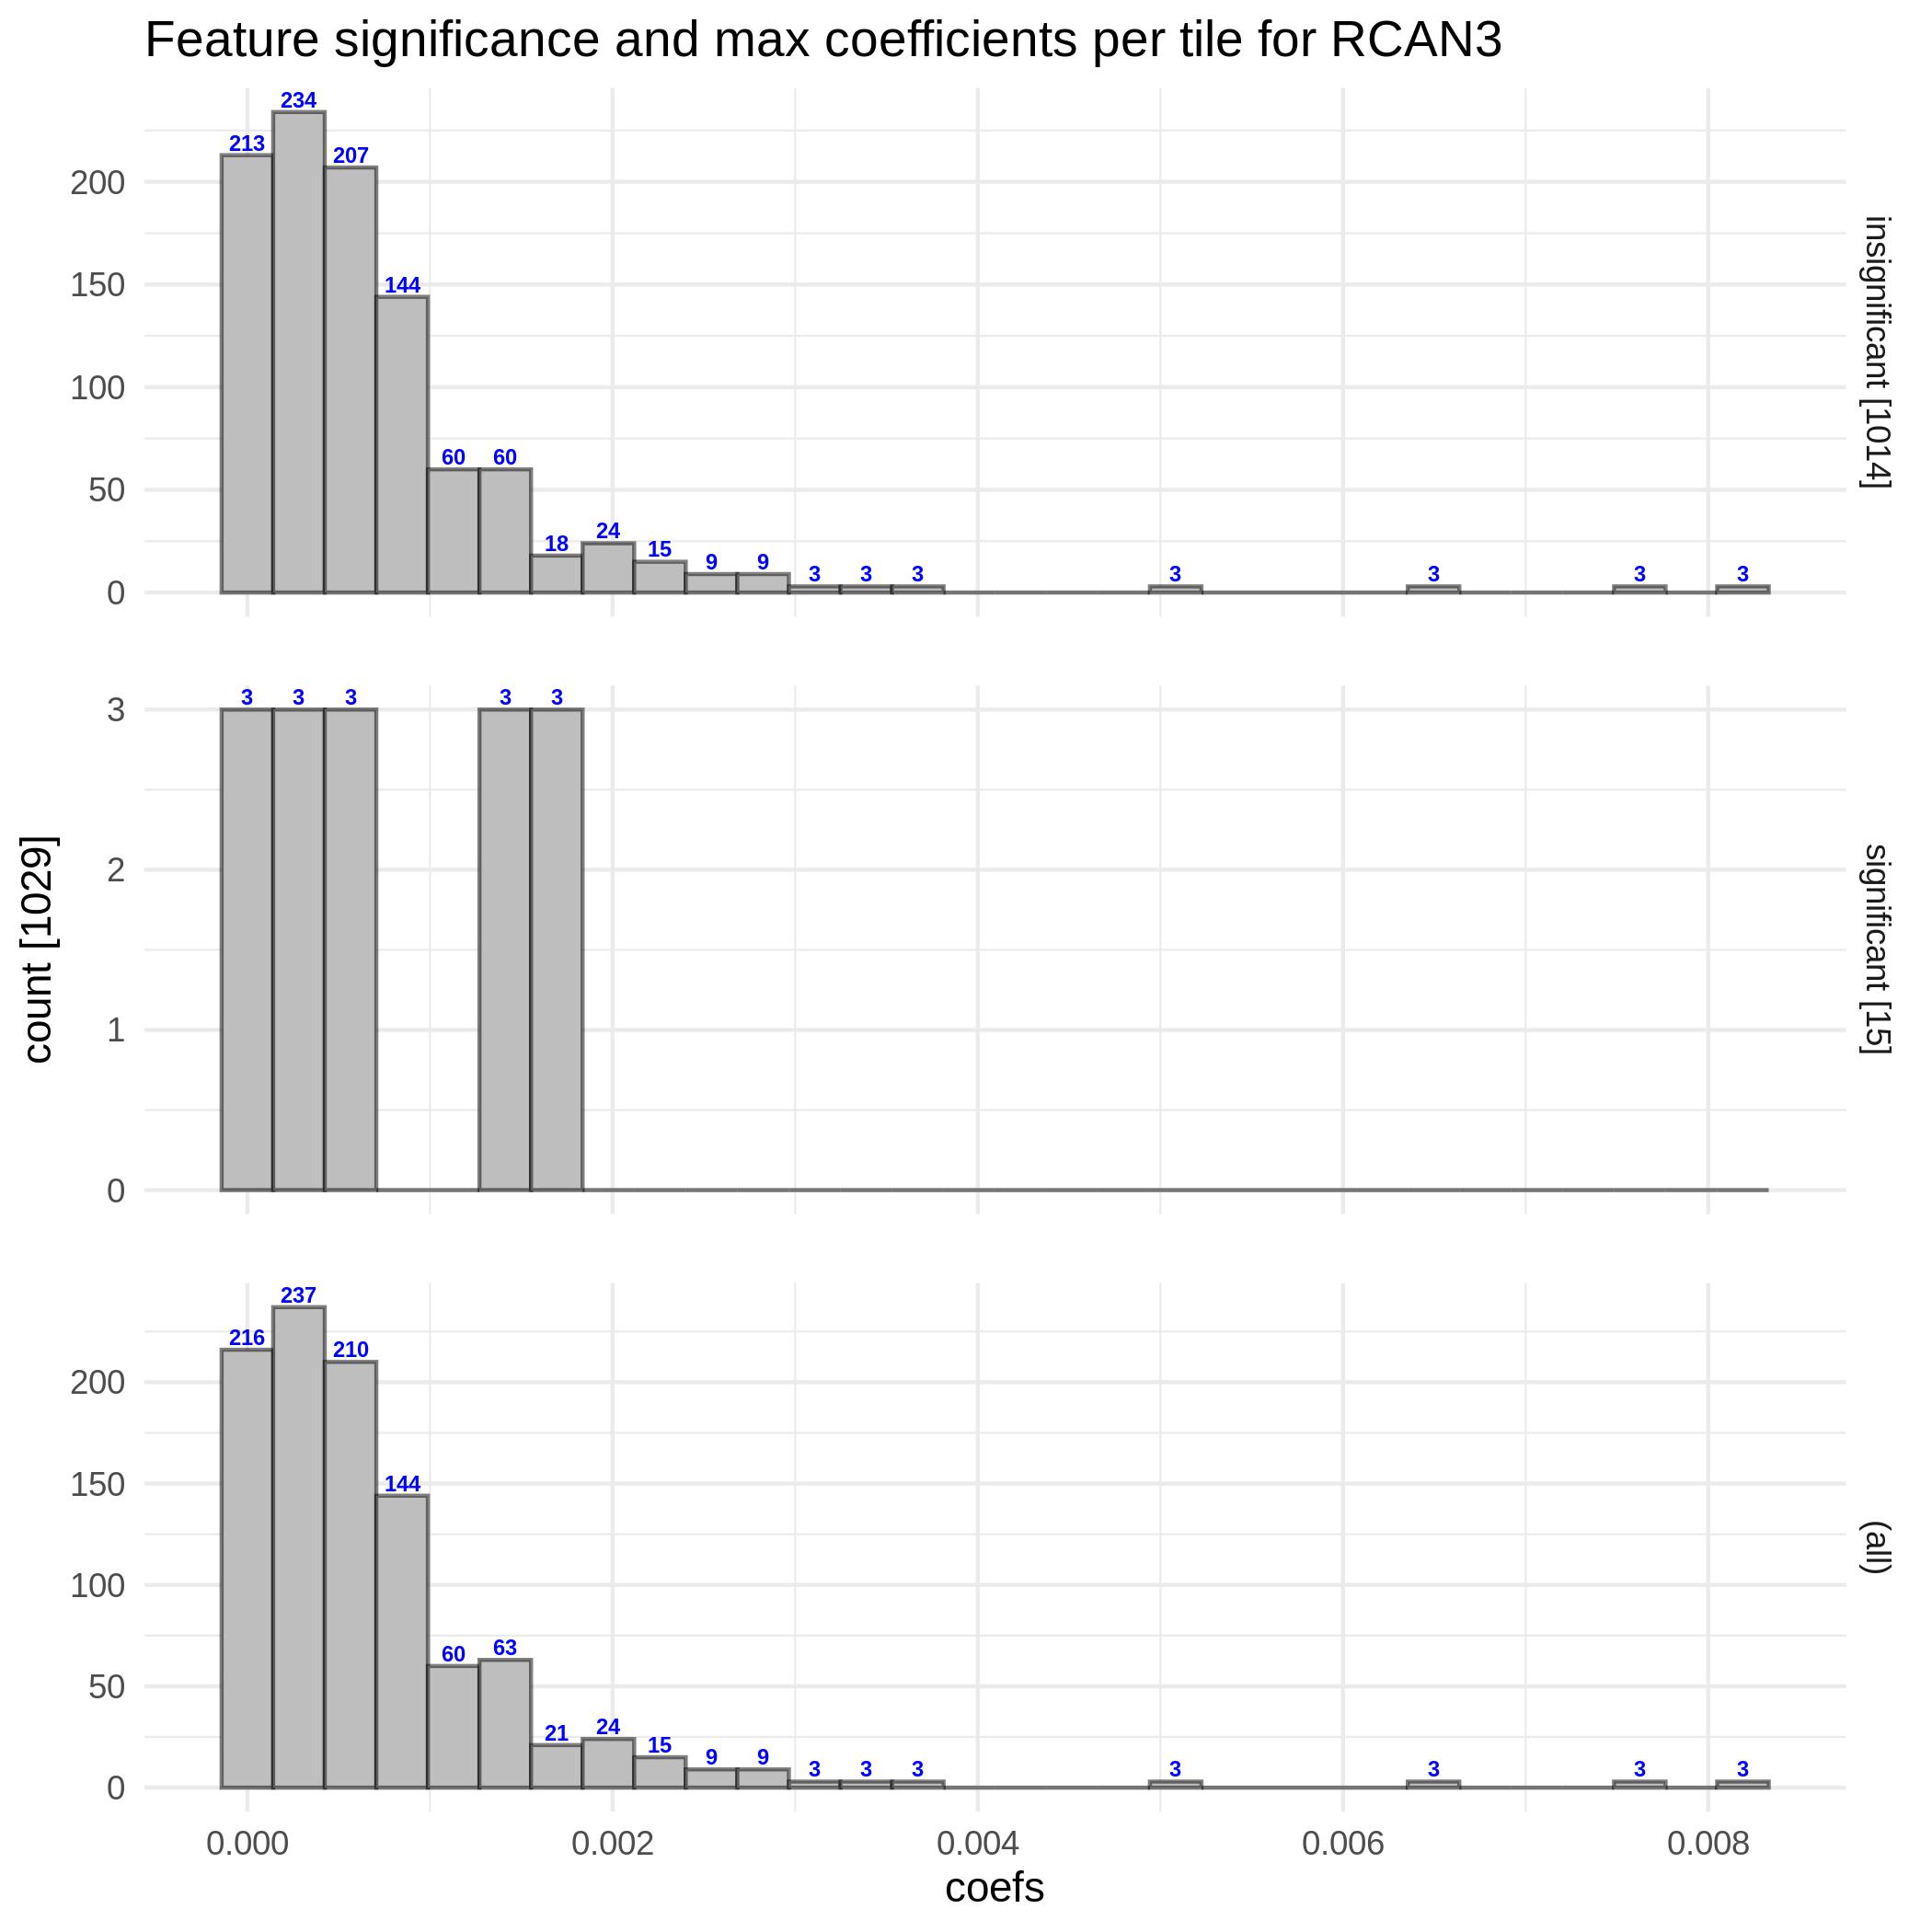 Feature significance and max coefficients per tile for RCAN3
213 234 207 144 60 60 18 24 15 9 9 3 3 3 3 3 3 3
200
150
100
50
0
insignificant [1014]
3 3 3 3 3
3
2
1
0
significant [15]
count [1029]
216 237 210 144 60 63 21 24 15 9 9 3 3 3 3 3 3 3
200
150
100
50
0
(all)
0.000 0.002 0.004 0.006 0.008
coefs